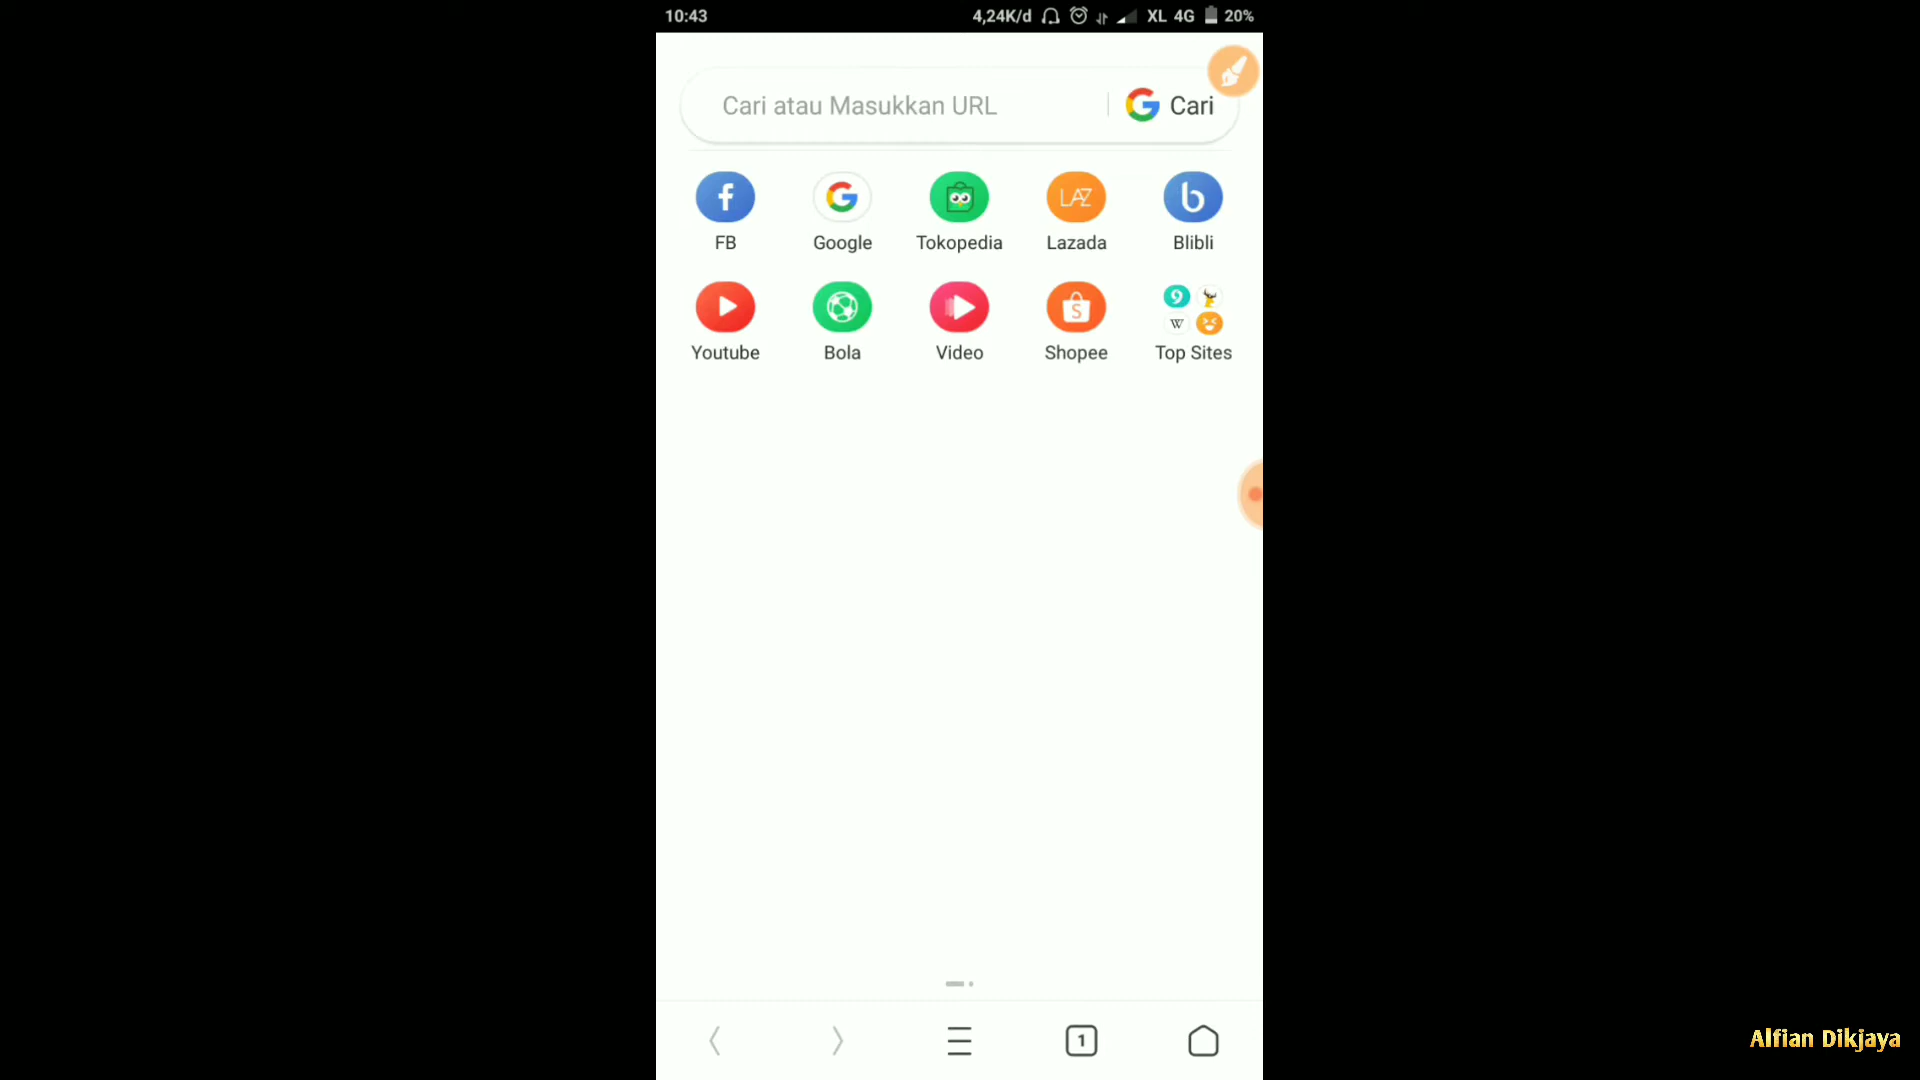 10:43 4,24K/d XL 4G 20%
Cari atau Masukkan URL Cari
FB Google Tokopedia Lazada Blibli
Youtube Bola Video Shopee Top Sites
1
Alfian Dikjaya